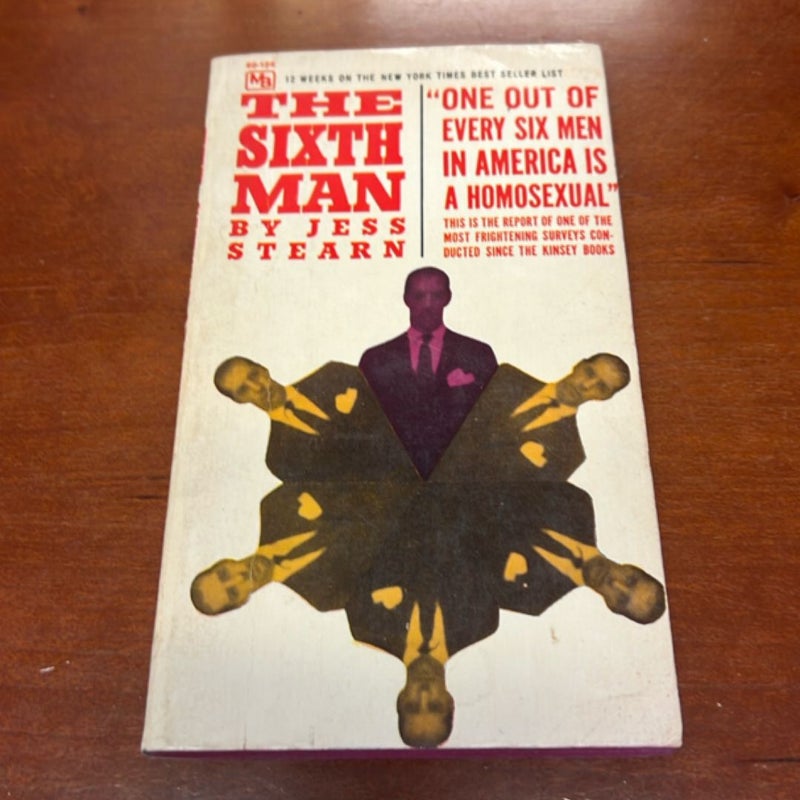 60-104
MB
12 WEEKS ON THE NEW YORK TIMES BEST SELLER LIST
THE
SIXTH
MAN
BY JESS
STEARN
"ONE OUT OF
EVERY SIX MEN
IN AMERICA IS
A HOMOSEXUAL"
THIS IS THE REPORT OF ONE OF THE
MOST FRIGHTENING SURVEYS CON-
DUCTED SINCE THE KINSEY BOOKS